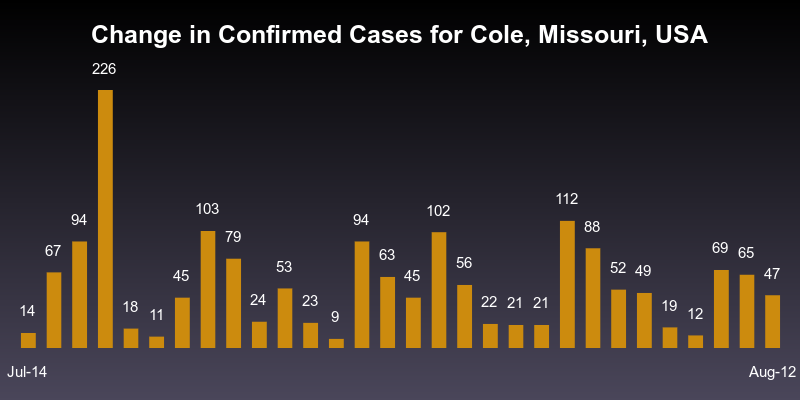 Change in Confirmed Cases for Cole, Missouri, USA
14 67 94 226 18 11 45 103 79 24 53 23 9 94 63 45 102 56 22 21 21 112 88 52 49 19 12 69 65 47
Jul-14 Aug-12